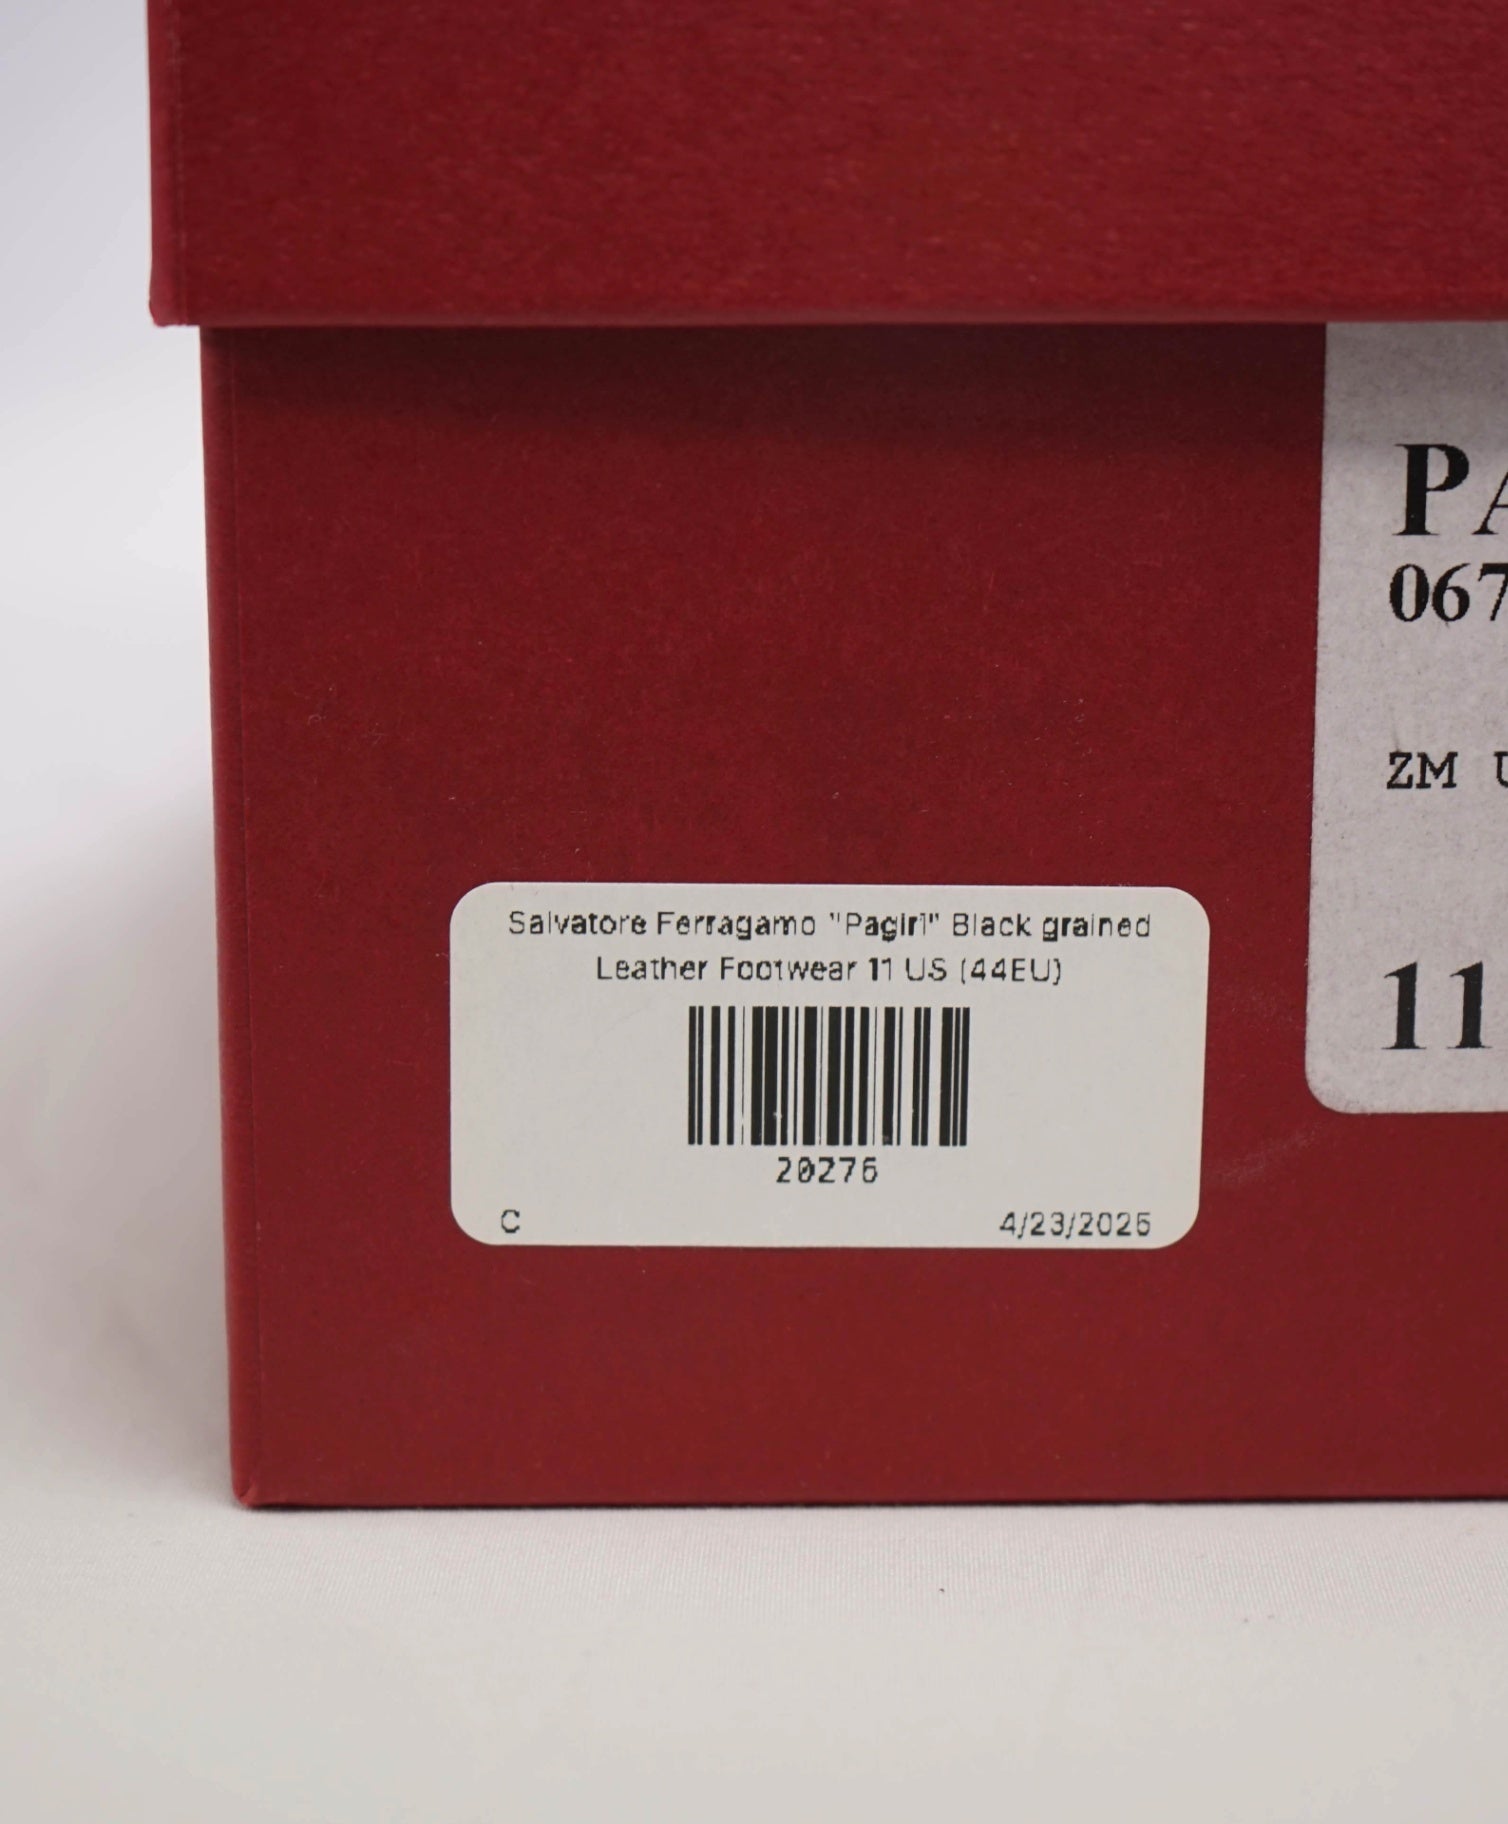 PA
067
ZM U
11
Salvatore Ferragamo "Pagiri" Black grained
Leather Footwear 11 US (44EU)
20276
C 4/23/2025